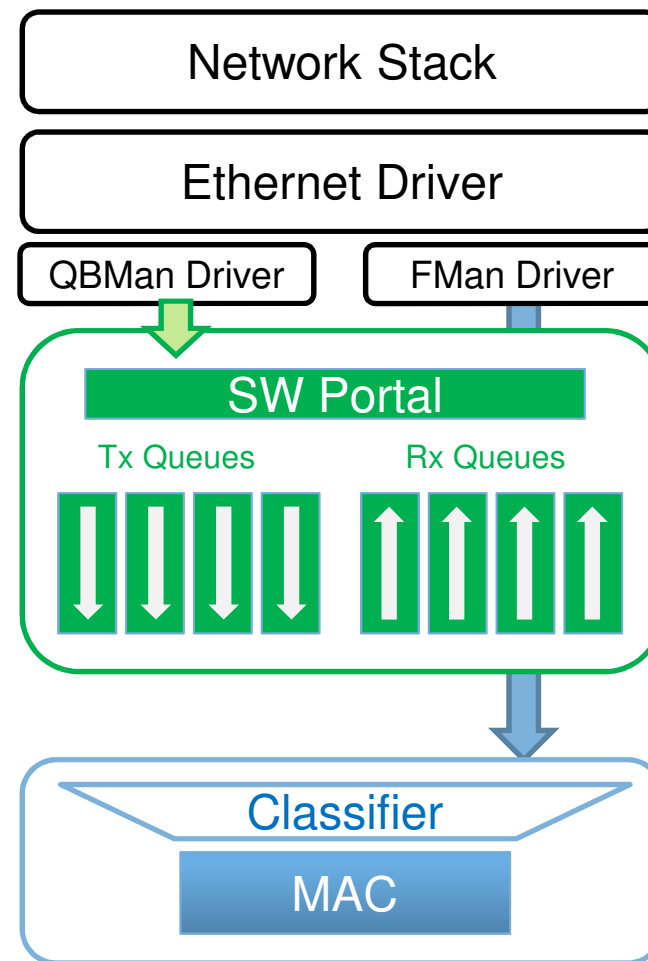 Network Stack
Ethernet Driver
QBMan Driver
FMan Driver
SW Portal
Tx Queues
Rx Queues
Classifier
MAC